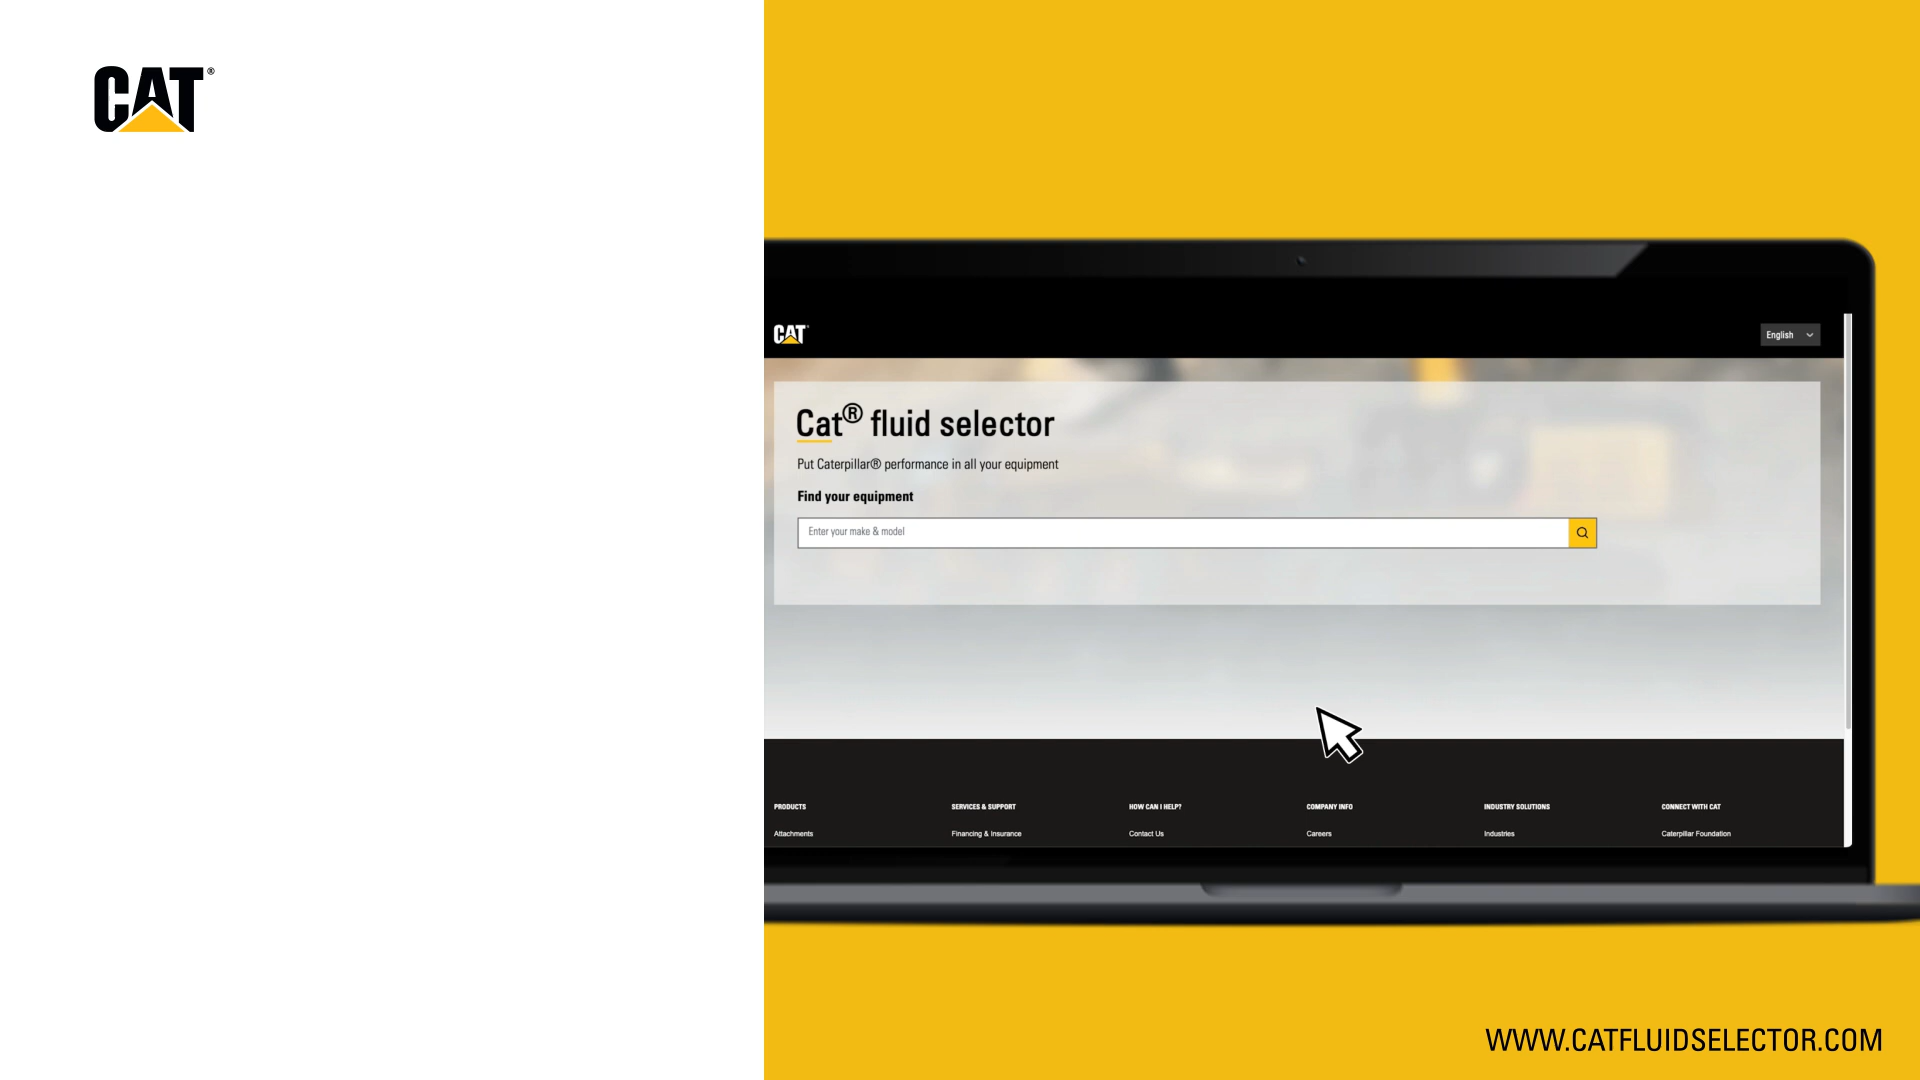 CAT®
CAT
English
Cat® fluid selector
Put Caterpillar® performance in all your equipment
Find your equipment
Enter your make & model
PRODUCTS
SERVICES & SUPPORT
HOW CAN I HELP?
COMPANY INFO
INDUSTRY SOLUTIONS
CONNECT WITH CAT
Attachments
Financing & Insurance
Contact Us
Careers
Industries
Caterpillar Foundation
WWW.CATFLUIDSELECTOR.COM